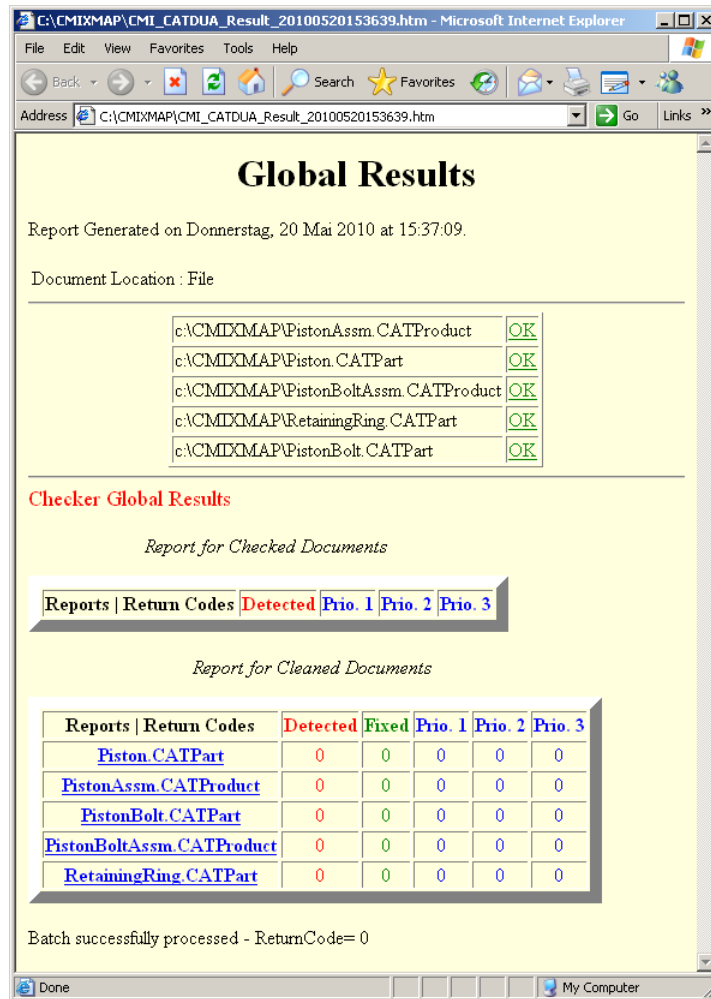 C:\CMIXMAP\CMI_CATDUA_Result_20100520153639.htm - Microsoft Internet Explorer
File Edit View Favorites Tools Help
Back Search Favorites
Address C:\CMIXMAP\CMI_CATDUA_Result_20100520153639.htm Go Links »
Global Results
Report Generated on Donnerstag, 20 Mai 2010 at 15:37:09.
Document Location : File
c:\CMIXMAP\PistonAssm.CATProduct OK
c:\CMIXMAP\Piston.CATPart OK
c:\CMIXMAP\PistonBoltAssm.CATProduct OK
c:\CMIXMAP\RetainingRing.CATPart OK
c:\CMIXMAP\PistonBolt.CATPart OK
Checker Global Results
Report for Checked Documents
Reports | Return Codes Detected Prio. 1 Prio. 2 Prio. 3
Report for Cleaned Documents
Reports | Return Codes Detected Fixed Prio. 1 Prio. 2 Prio. 3
Piston.CATPart 0 0 0 0 0
PistonAssm.CATProduct 0 0 0 0 0
PistonBolt.CATPart 0 0 0 0 0
PistonBoltAssm.CATProduct 0 0 0 0 0
RetainingRing.CATPart 0 0 0 0 0
Batch successfully processed - ReturnCode= 0
Done My Computer